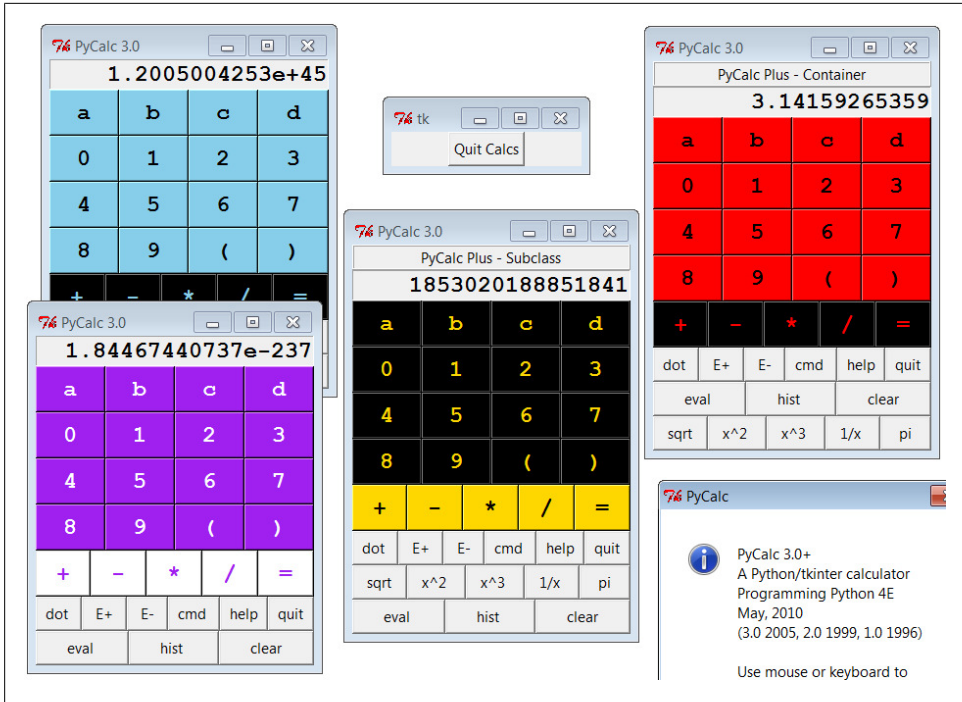 PyCalc 3.0
1.2005004253e+45
a b c d
0 1 2 3
4 5 6 7
8 9 ( )
+ - * / =
tk
Quit Calcs
PyCalc 3.0
PyCalc Plus - Container
3.14159265359
a b c d
0 1 2 3
4 5 6 7
8 9 ( )
+ - * / =
dot E+ E- cmd help quit
eval hist clear
sqrt x^2 x^3 1/x pi
PyCalc 3.0
PyCalc Plus - Subclass
1853020188851841
a b c d
0 1 2 3
4 5 6 7
8 9 ( )
+ - * / =
dot E+ E- cmd help quit
sqrt x^2 x^3 1/x pi
eval hist clear
PyCalc 3.0
1.84467440737e-237
a b c d
0 1 2 3
4 5 6 7
8 9 ( )
+ - * / =
dot E+ E- cmd help quit
eval hist clear
PyCalc
PyCalc 3.0+
A Python/tkinter calculator
Programming Python 4E
May, 2010
(3.0 2005, 2.0 1999, 1.0 1996)
Use mouse or keyboard to